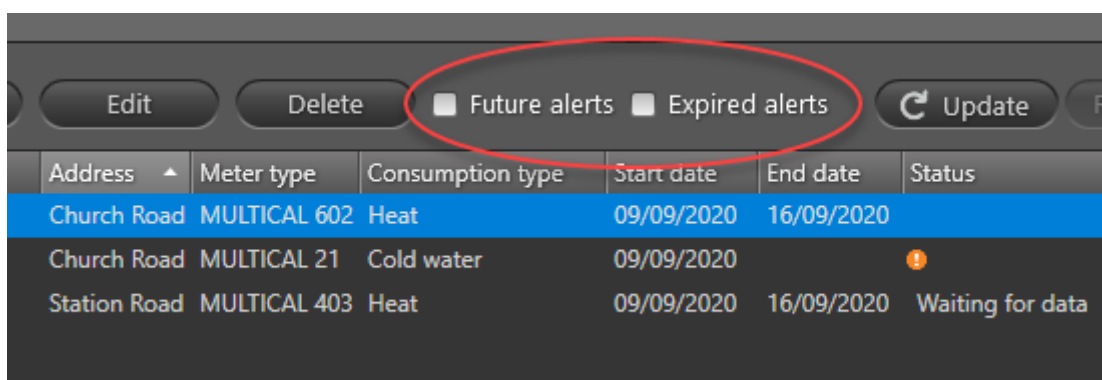 Edit Delete Future alerts Expired alerts Update
Address Meter type Consumption type Start date End date Status
Church Road MULTICAL 602 Heat 09/09/2020 16/09/2020
Church Road MULTICAL 21 Cold water 09/09/2020
Station Road MULTICAL 403 Heat 09/09/2020 16/09/2020 Waiting for data